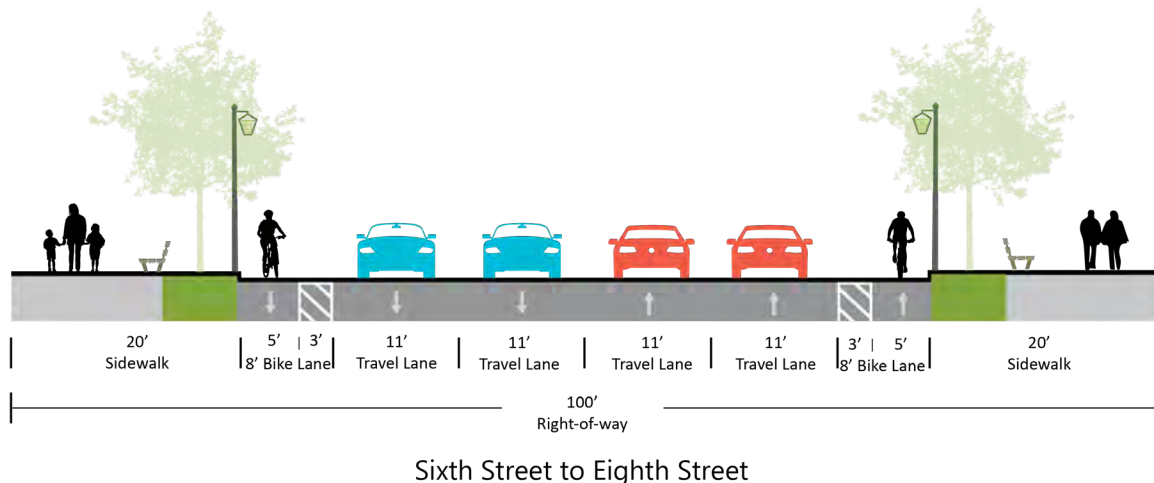 20’
Sidewalk
5’ | 3’
8’ Bike Lane
11’
Travel Lane
11’
Travel Lane
11’
Travel Lane
11’
Travel Lane
3’ | 5’
8’ Bike Lane
20’
Sidewalk
100’
Right-of-way
Sixth Street to Eighth Street